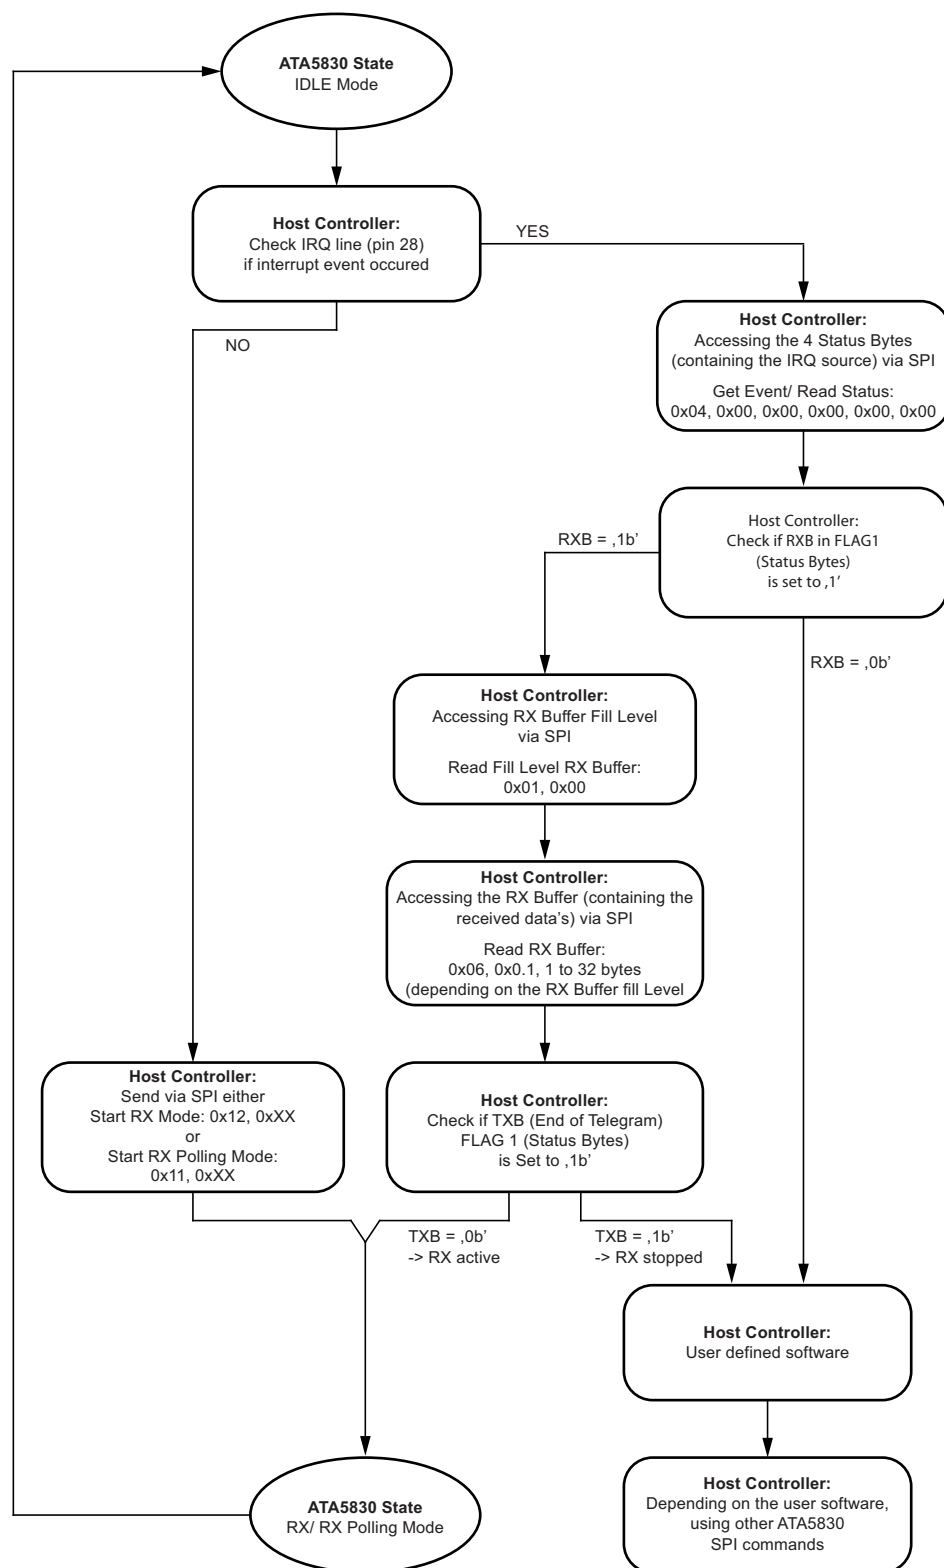 ATA5830 State
IDLE Mode
Host Controller:
Check IRQ line (pin 28)
if interrupt event occured
YES
NO
Host Controller:
Accessing the 4 Status Bytes
(containing the IRQ source) via SPI
Get Event/ Read Status:
0x04, 0x00, 0x00, 0x00, 0x00, 0x00
Host Controller:
Check if RXB in FLAG1
(Status Bytes)
is set to ‚1’
RXB = ‚1b’
RXB = ‚0b’
Host Controller:
Accessing RX Buffer Fill Level
via SPI
Read Fill Level RX Buffer:
0x01, 0x00
Host Controller:
Accessing the RX Buffer (containing the
received data's) via SPI
Read RX Buffer:
0x06, 0x0.1, 1 to 32 bytes
(depending on the RX Buffer fill Level
Host Controller:
Send via SPI either
Start RX Mode: 0x12, 0xXX
or
Start RX Polling Mode:
0x11, 0xXX
Host Controller:
Check if TXB (End of Telegram)
FLAG 1 (Status Bytes)
is Set to ‚1b’
TXB = ‚0b’
-> RX active
TXB = ‚1b’
-> RX stopped
Host Controller:
User defined software
ATA5830 State
RX/ RX Polling Mode
Host Controller:
Depending on the user software,
using other ATA5830
SPI commands